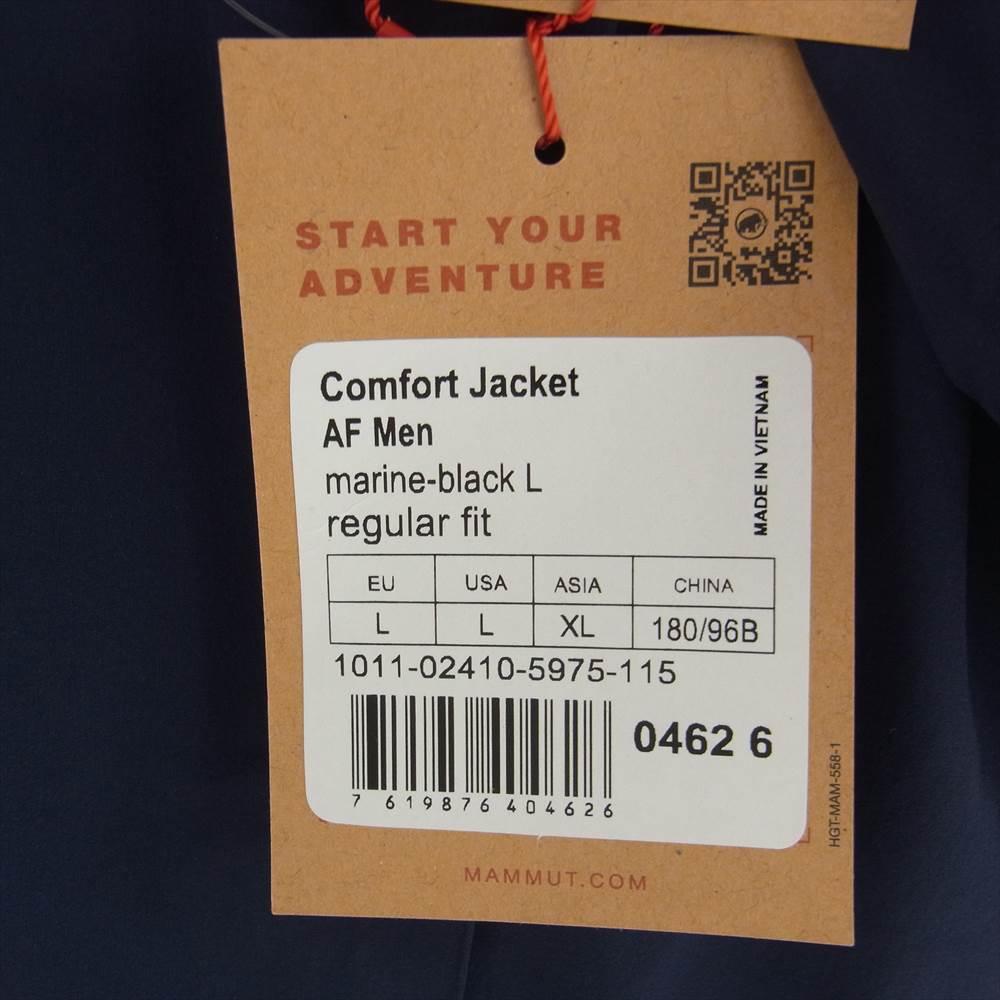 START YOUR
ADVENTURE
Comfort Jacket
AF Men
marine-black L
regular fit
MADE IN VIETNAM
EU USA ASIA CHINA
L L XL 180/96B
1011-02410-5975-115
0462 6
7 619876 404626
HGT-MAM-558-1
MAMMUT.COM